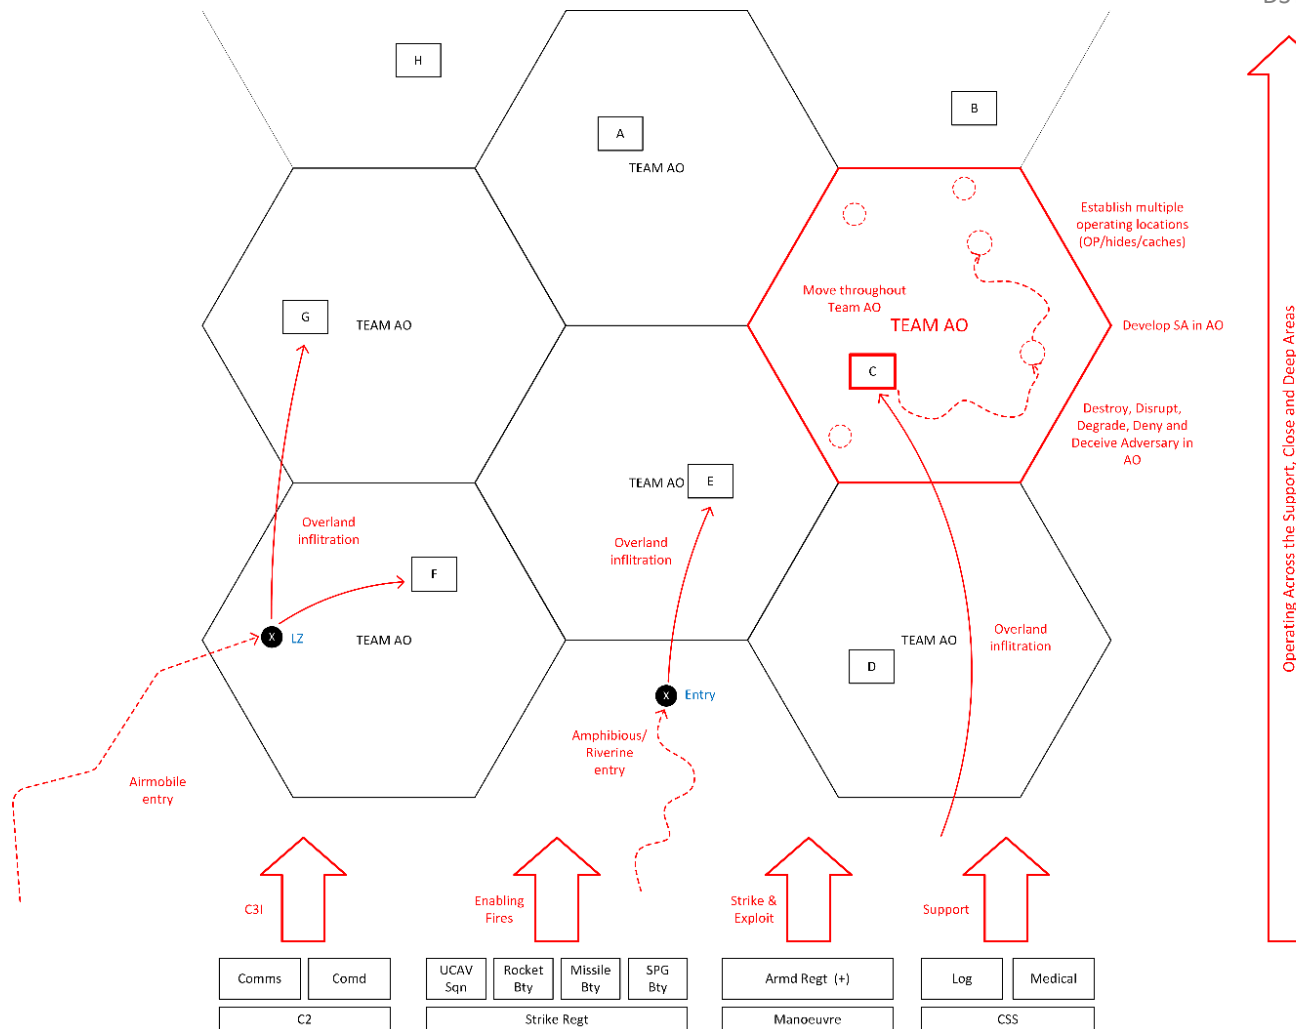 H
A
TEAM AO
B
Establish multiple
operating locations
(OP/hides/caches)
Move throughout
Team AO
TEAM AO
G
TEAM AO
Develop SA in AO
C
Destroy, Disrupt,
Degrade, Deny and
Deceive Adversary in
AO
TEAM AO
E
Overland
inflitration
Overland
inflitration
F
X
LZ
TEAM AO
Overland
inflitration
TEAM AO
D
X
Entry
Amphibious/
Riverine
entry
Airmobile
entry
Operating Across the Support, Close and Deep Areas
C3I
Enabling
Fires
Strike &
Exploit
Support
Comms
Comd
UCAV
Sqn
Rocket
Bty
Missile
Bty
SPG
Bty
Armd Regt (+)
Log
Medical
C2
Strike Regt
Manoeuvre
CSS